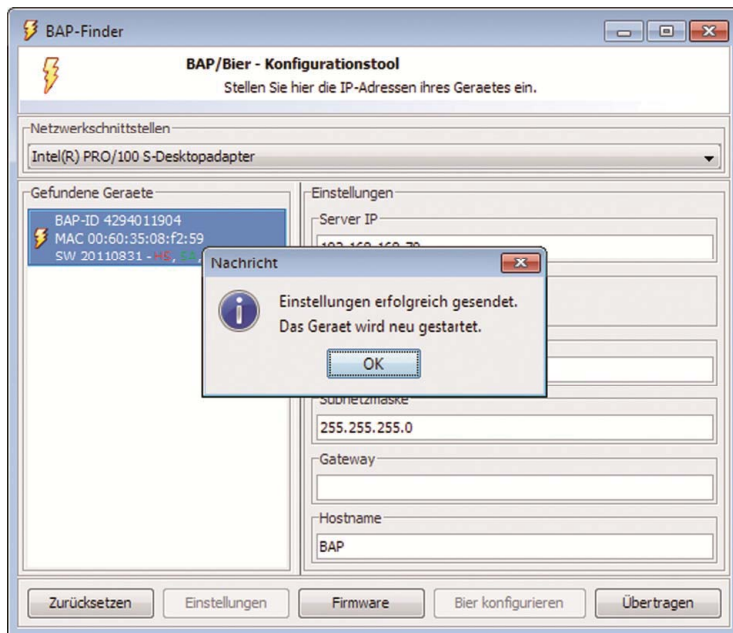 BAP-Finder
BAP/Bier - Konfigurationstool
Stellen Sie hier die IP-Adressen ihres Geraetes ein.
Netzwerkschnittstellen
Intel(R) PRO/100 S-Desktopadapter
Gefundene Geraete
BAP-ID 4294011904
MAC 00:60:35:08:f2:59
SW 20110831 - HS,
Einstellungen
Server IP
Nachricht
Einstellungen erfolgreich gesendet.
Das Geraet wird neu gestartet.
OK
Subnetzmaske
255.255.255.0
Gateway
Hostname
BAP
Zurücksetzen
Einstellungen
Firmware
Bier konfigurieren
Übertragen